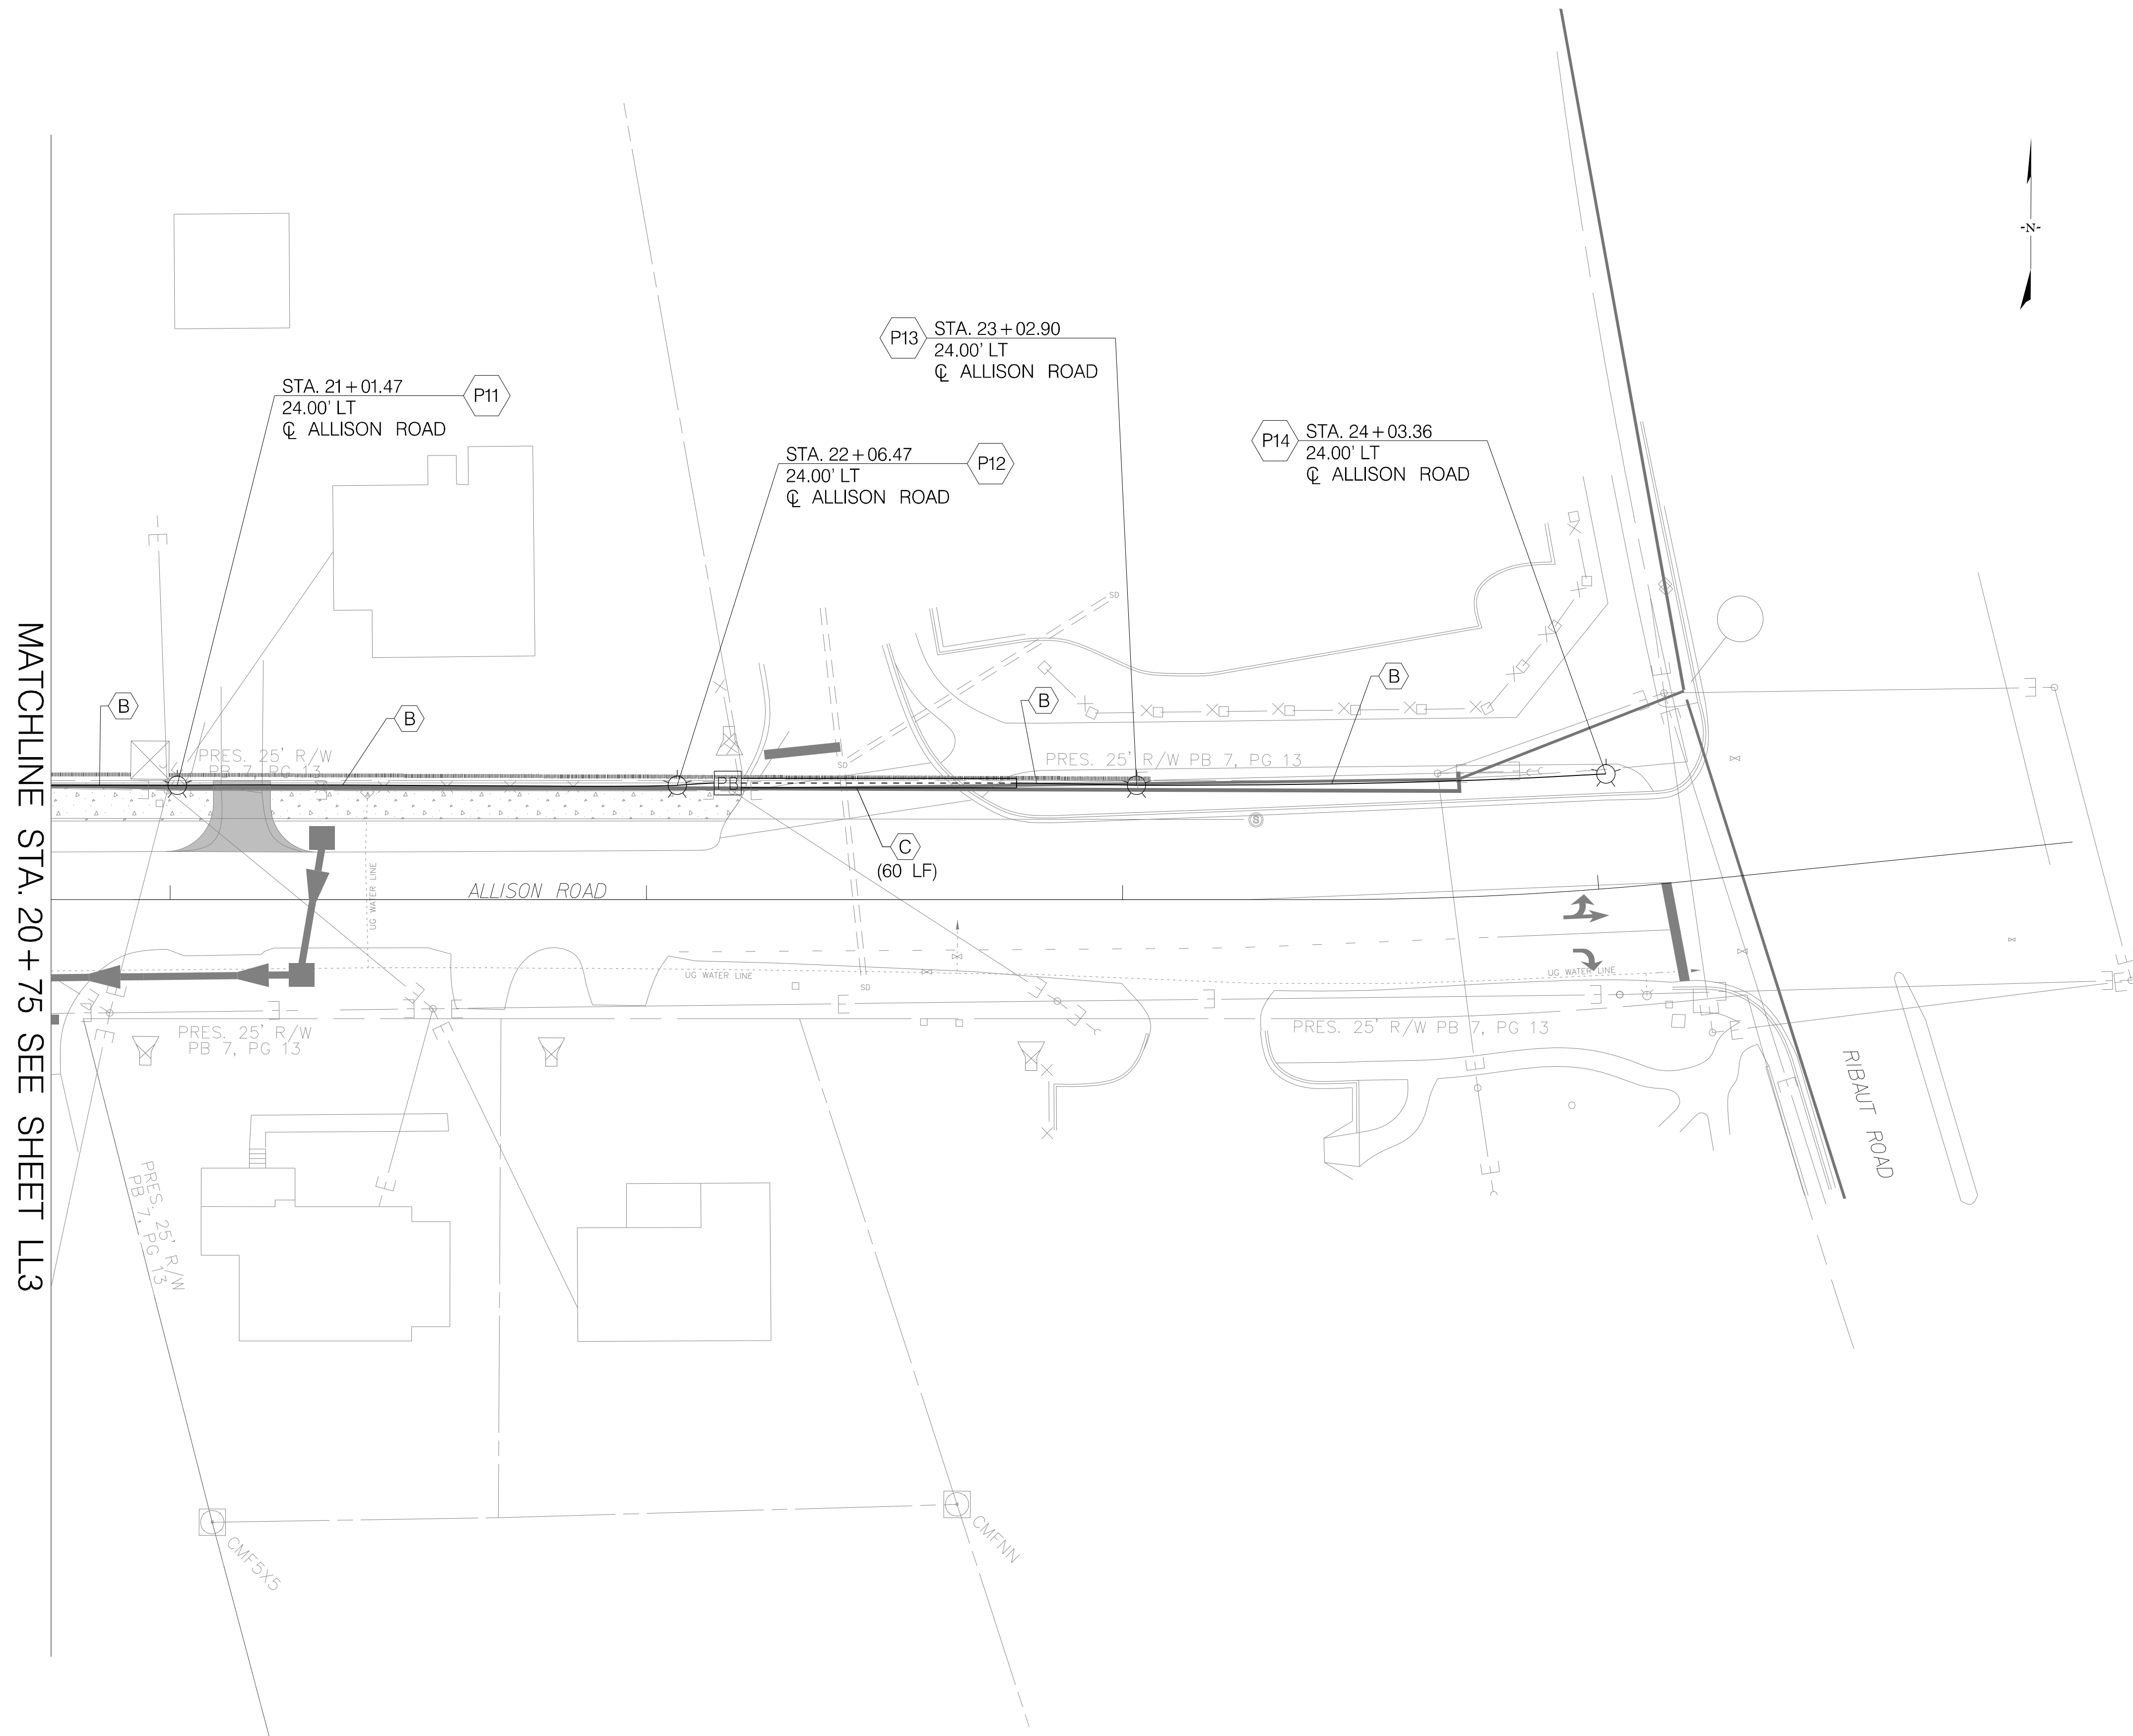 -N-
P13
STA. 23+02.90
24.00' LT
℄ ALLISON ROAD
STA. 21+01.47
24.00' LT
℄ ALLISON ROAD
P11
STA. 22+06.47
24.00' LT
℄ ALLISON ROAD
P12
P14
STA. 24+03.36
24.00' LT
℄ ALLISON ROAD
E
SD
MATCHLINE STA. 20+75 SEE SHEET LL3
B
B
B
B
E
E
E
PRES. 25' R/W
PB 7, PG 13
PRES. 25' R/W PB 7, PG 13
SD
PB
S
C
(60 LF)
UG WATER LINE
ALLISON ROAD
UG WATER LINE
SD
UG WATER LINE
E
E
E
E
E
E
E
PRES. 25' R/W
PB 7, PG 13
PRES. 25' R/W PB 7, PG 13
RIBAUT ROAD
E
E
PRES. 25' R/W
PB 7, PG 13
CMF5X5
CMFNN